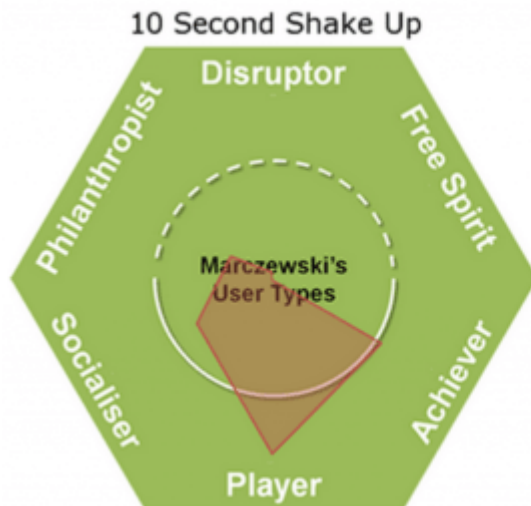 10 Second Shake Up
Disruptor
Philanthropist
Free Spirit
Marczewski's
User Types
Socialiser
Achiever
Player